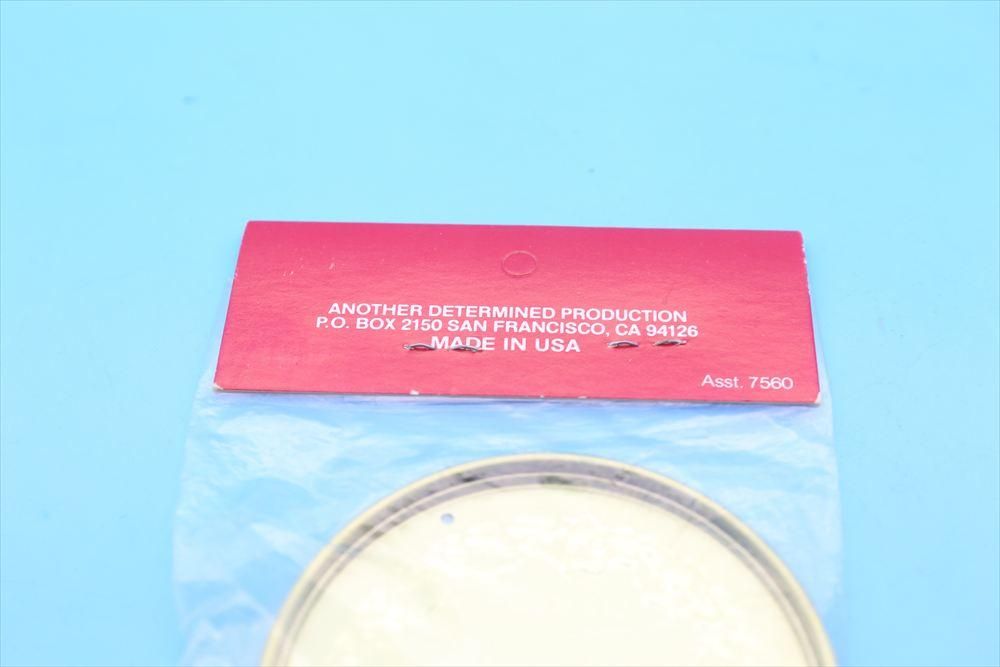 ANOTHER DETERMINED PRODUCTION
P.O. BOX 2150 SAN FRANCISCO, CA 94126
MADE IN USA
Asst. 7560